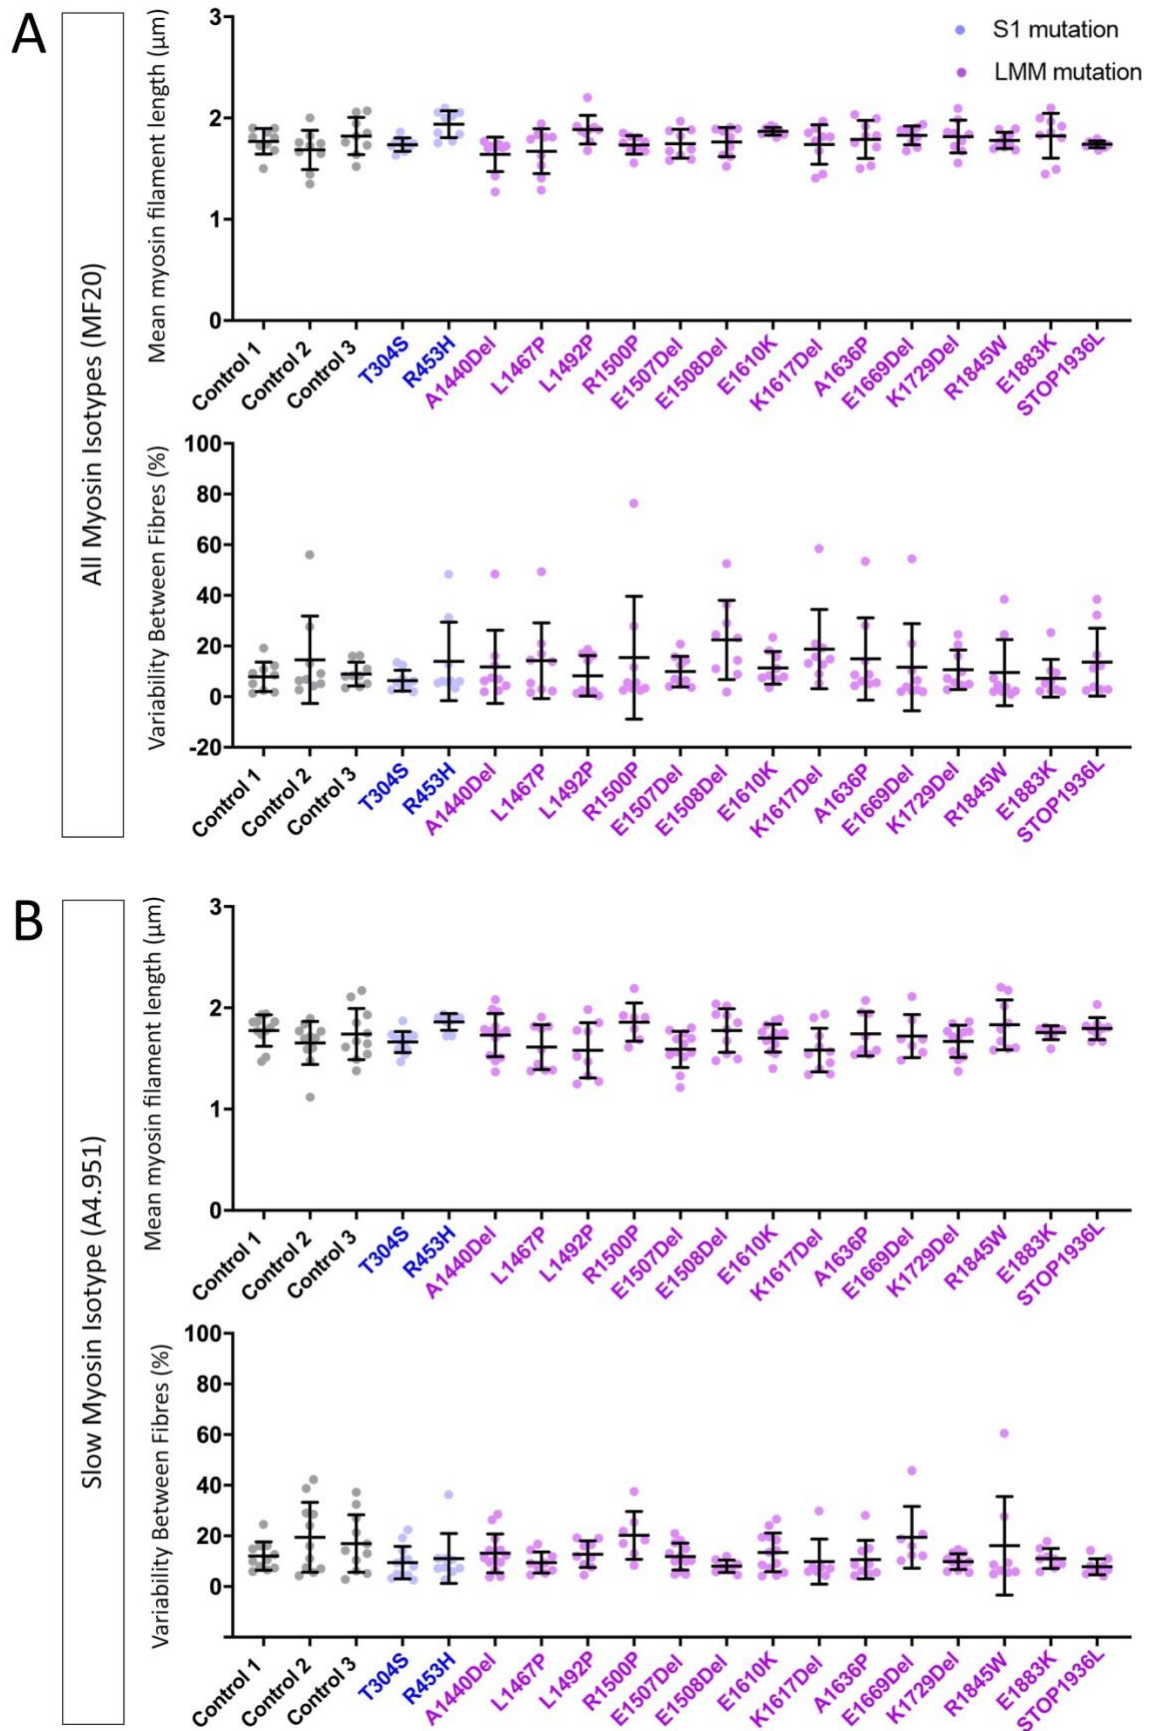 A
All Myosin Isotypes (MF20)
Mean myosin filament length (µm)
3
2
1
0
S1 mutation
LMM mutation
Control 1
Control 2
Control 3
T304S
R453H
A1440Del
L1467P
L1492P
R1500P
E1507Del
E1508Del
E1610K
K1617Del
A1636P
E1669Del
K1729Del
R1845W
E1883K
STOP1936L
Variability Between Fibres (%)
100
80
60
40
20
0
-20
Control 1
Control 2
Control 3
T304S
R453H
A1440Del
L1467P
L1492P
R1500P
E1507Del
E1508Del
E1610K
K1617Del
A1636P
E1669Del
K1729Del
R1845W
E1883K
STOP1936L
B
Slow Myosin Isotype (A4.951)
Mean myosin filament length (µm)
3
2
1
0
Control 1
Control 2
Control 3
T304S
R453H
A1440Del
L1467P
L1492P
R1500P
E1507Del
E1508Del
E1610K
K1617Del
A1636P
E1669Del
K1729Del
R1845W
E1883K
STOP1936L
Variability Between Fibres (%)
100
80
60
40
20
0
Control 1
Control 2
Control 3
T304S
R453H
A1440Del
L1467P
L1492P
R1500P
E1507Del
E1508Del
E1610K
K1617Del
A1636P
E1669Del
K1729Del
R1845W
E1883K
STOP1936L